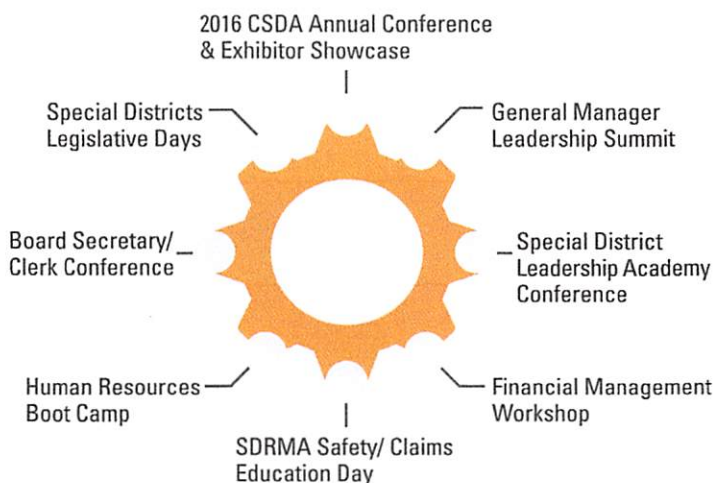 2016 CSDA Annual Conference
& Exhibitor Showcase
Special Districts
Legislative Days
General Manager
Leadership Summit
Board Secretary/
Clerk Conference
Special District
Leadership Academy
Conference
Human Resources
Boot Camp
Financial Management
Workshop
SDRMA Safety/ Claims
Education Day